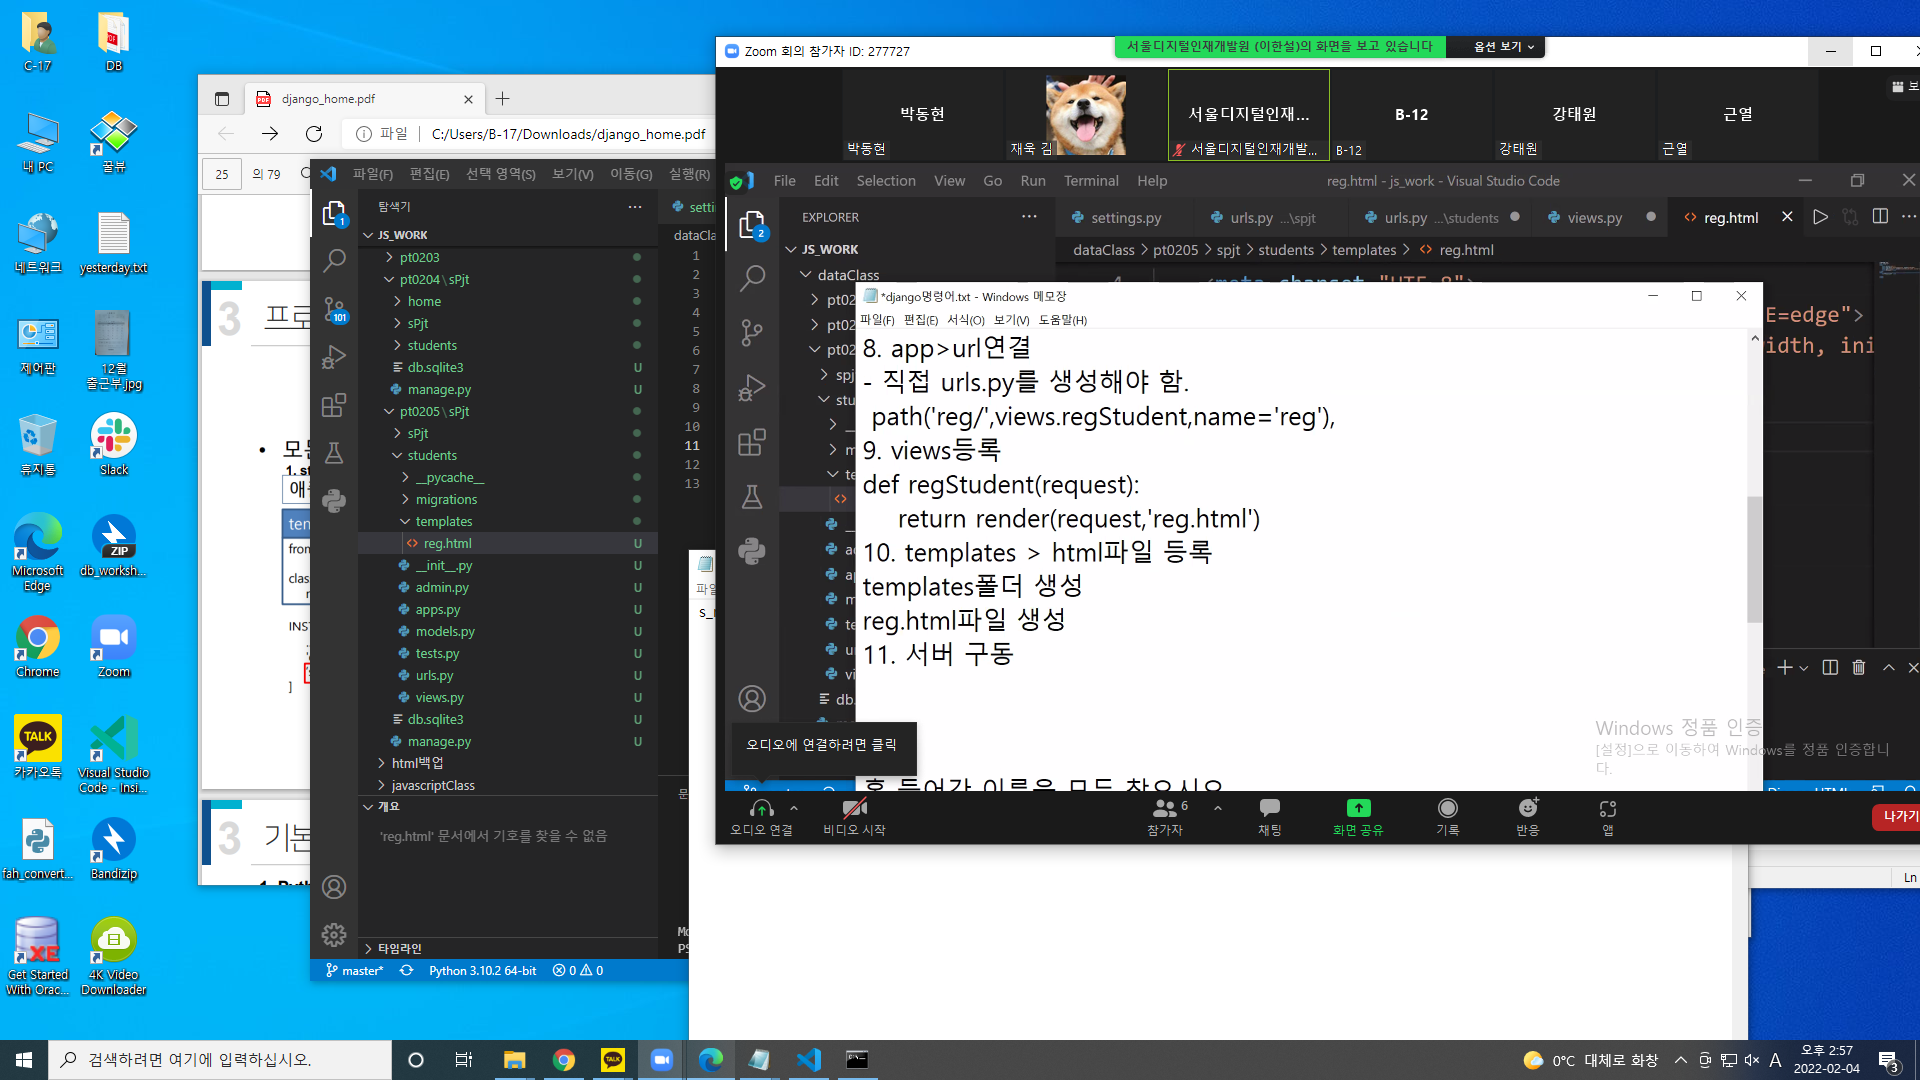 C-17
DB
내 PC
꿀뷰
네트워크
yesterday.txt
제어판
12월
출근부.jpg
휴지통
Slack
Microsoft
Edge
db_worksh...
Chrome
Zoom
카카오톡
Visual Studio
Code - Insi...
fah_convert...
Bandizip
Get Started
With Orac...
4K Video
Downloader
django_home.pdf
파일
C:/Users/B-17/Downloads/django_home.pdf
25
의 79
3
3
파일(F) 편집(E) 선택 영역(S) 보기(V) 이동(G) 실행(R)
탐색기
JS_WORK
pt0203
pt0204\sPjt
home
sPjt
students
db.sqlite3 U
manage.py U
pt0205\sPjt
sPjt
students
__pycache__
migrations
templates
reg.html U
__init__.py U
admin.py U
apps.py U
models.py U
tests.py U
urls.py U
views.py U
db.sqlite3 U
manage.py U
html백업
javascriptClass
개요
'reg.html' 문서에서 기호를 찾을 수 없음
타임라인
master*
Python 3.10.2 64-bit
0
0
1
101
1
2
3
4
5
6
7
8
9
10
11
12
13
Zoom 회의 참가자 ID: 277727
서울디지털인재개발원 (이한설)의 화면을 보고 있습니다
옵션 보기
박동현
박동현
재욱 김
서울디지털인재...
서울디지털인재개발...
B-12
B-12
강태원
강태원
근열
근열
File Edit Selection View Go Run Terminal Help
reg.html - js_work - Visual Studio Code
EXPLORER
settings.py
urls.py ...\spjt
urls.py ...\students
views.py
reg.html
2
JS_WORK
dataClass > pt0205 > spjt > students > templates > reg.html
dataClass
*django명령어.txt - Windows 메모장
파일(F) 편집(E) 서식(O) 보기(V) 도움말(H)
8. app>url연결
- 직접 urls.py를 생성해야 함.
path('reg/',views.regStudent,name='reg'),
9. views등록
def regStudent(request):
return render(request,'reg.html')
10. templates > html파일 등록
templates폴더 생성
reg.html파일 생성
11. 서버 구동
E=edge">
Windows 정품 인증
[설정]으로 이동하여 Windows를 정품 인증합니
다.
오디오에 연결하려면 클릭
오디오 연결
비디오 시작
참가자
6
채팅
화면 공유
기록
반응
앱
나가기
Ln
검색하려면 여기에 입력하십시오.
0°C 대체로 화창
A
오후 2:57
2022-02-04
3